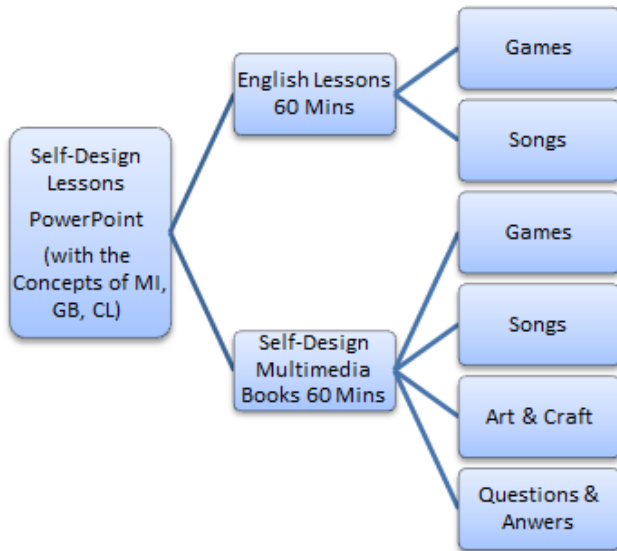 Self-Design
Lessons
PowerPoint
(with the
Concepts of MI,
GB, CL)
English Lessons
60 Mins
Games
Songs
Self-Design
Multimedia
Books 60 Mins
Games
Songs
Art & Craft
Questions &
Anwers